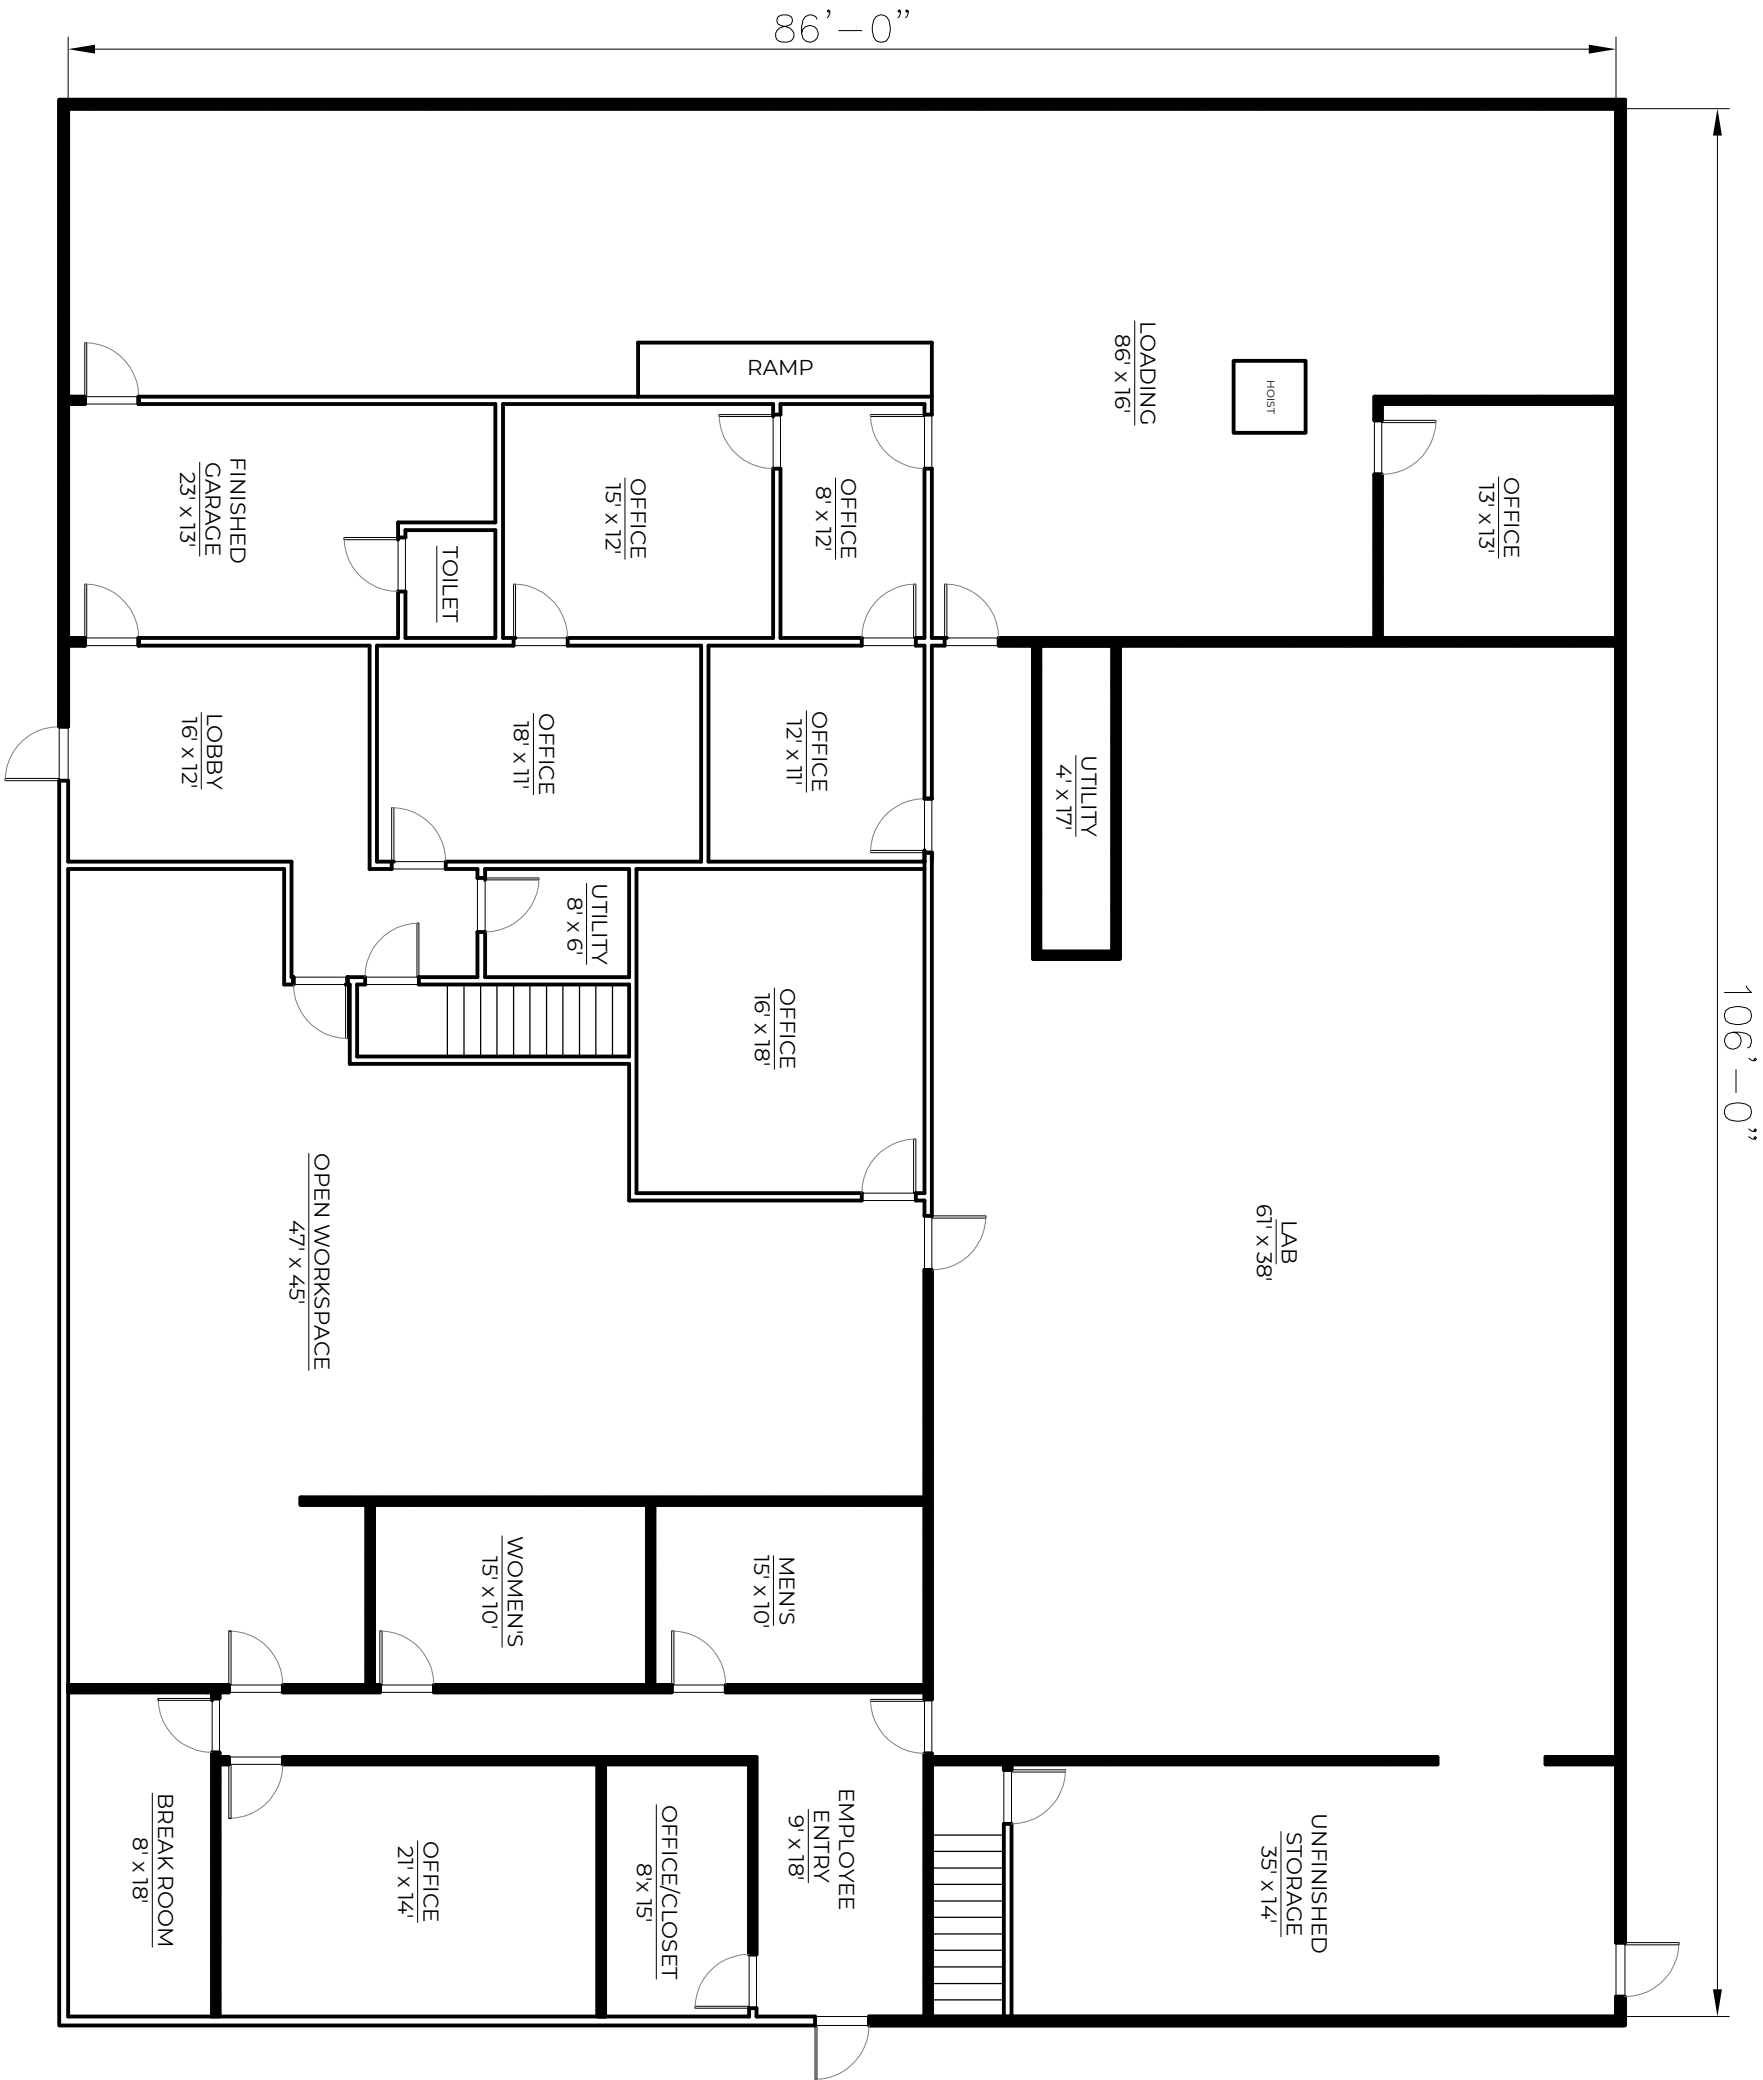 86'-0"
106'-0"
LOADING
86' x 16'
RAMP
HOIST
OFFICE
13' x 13'
FINISHED
GARAGE
23' x 13'
TOILET
OFFICE
15' x 12'
OFFICE
8' x 12'
LOBBY
16' x 12'
OFFICE
18' x 11'
OFFICE
12' x 11'
UTILITY
4' x 17'
UTILITY
8' x 6'
OFFICE
16' x 18'
OPEN WORKSPACE
47' x 45'
LAB
61' x 38'
WOMEN'S
15' x 10'
MEN'S
15' x 10'
BREAK ROOM
8' x 18'
OFFICE
21' x 14'
OFFICE/CLOSET
8'x 15'
EMPLOYEE
ENTRY
9' x 18'
UNFINISHED
STORAGE
35' x 14'